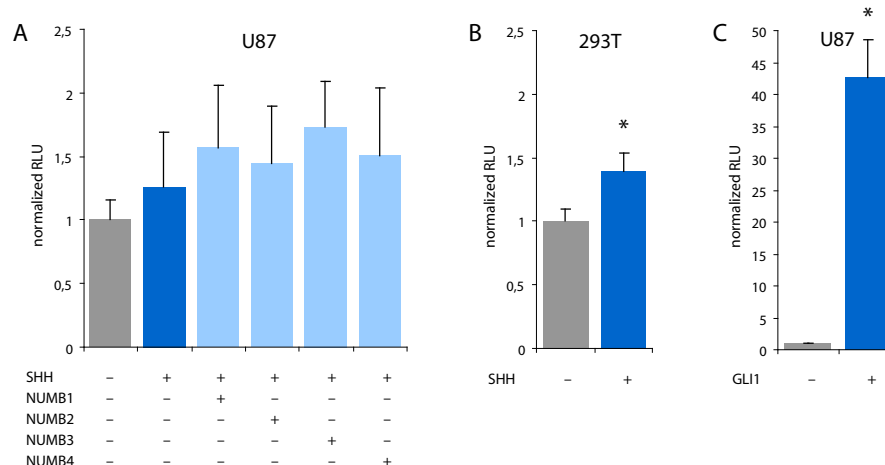 A
U87
normalized RLU
2,5
2
1,5
1
0,5
0
SHH – + + + + +
NUMB1 – – + – – –
NUMB2 – – – + – –
NUMB3 – – – – + –
NUMB4 – – – – – +
B
293T
normalized RLU
2,5
2
1,5
1
0,5
0
*
SHH – +
C
U87
normalized RLU
50
45
40
35
30
25
20
15
10
5
0
*
GLI1 – +